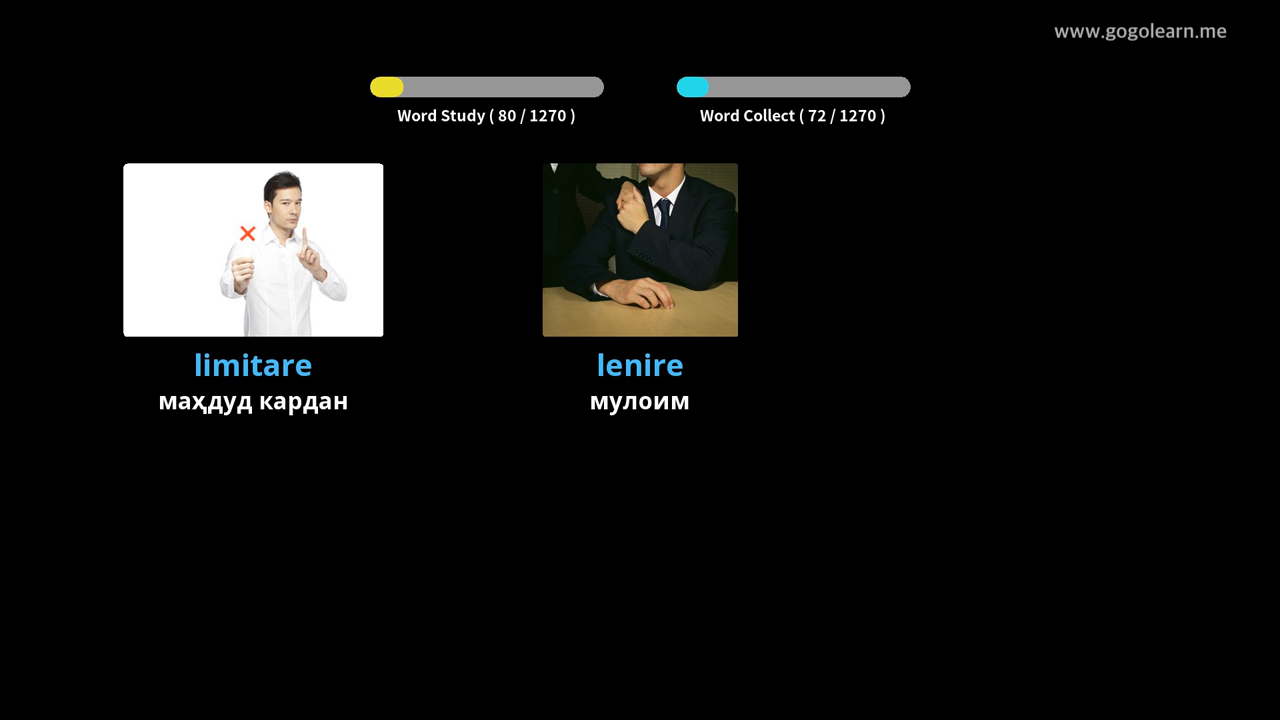 www.gogolearn.me
Word Study ( 80 / 1270 )
Word Collect ( 72 / 1270 )
limitare
маҳдуд кардан
lenire
мулоим